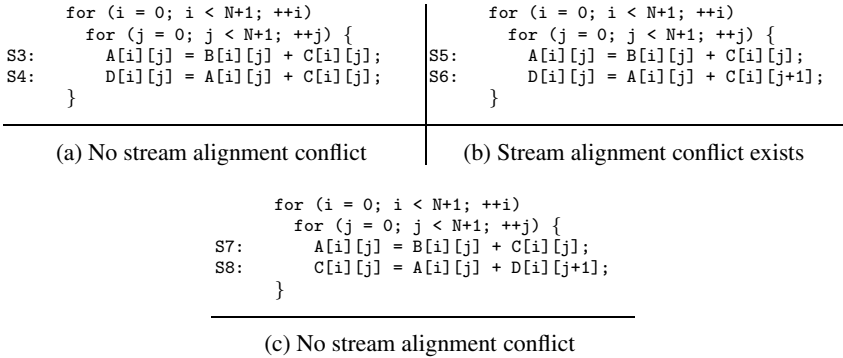 for (i = 0; i < N+1; ++i)
for (j = 0; j < N+1; ++j) {
S3: A[i][j] = B[i][j] + C[i][j];
S4: D[i][j] = A[i][j] + C[i][j];
}
(a) No stream alignment conflict
for (i = 0; i < N+1; ++i)
for (j = 0; j < N+1; ++j) {
S5: A[i][j] = B[i][j] + C[i][j];
S6: D[i][j] = A[i][j] + C[i][j+1];
}
(b) Stream alignment conflict exists
for (i = 0; i < N+1; ++i)
for (j = 0; j < N+1; ++j) {
S7: A[i][j] = B[i][j] + C[i][j];
S8: C[i][j] = A[i][j] + D[i][j+1];
}
(c) No stream alignment conflict